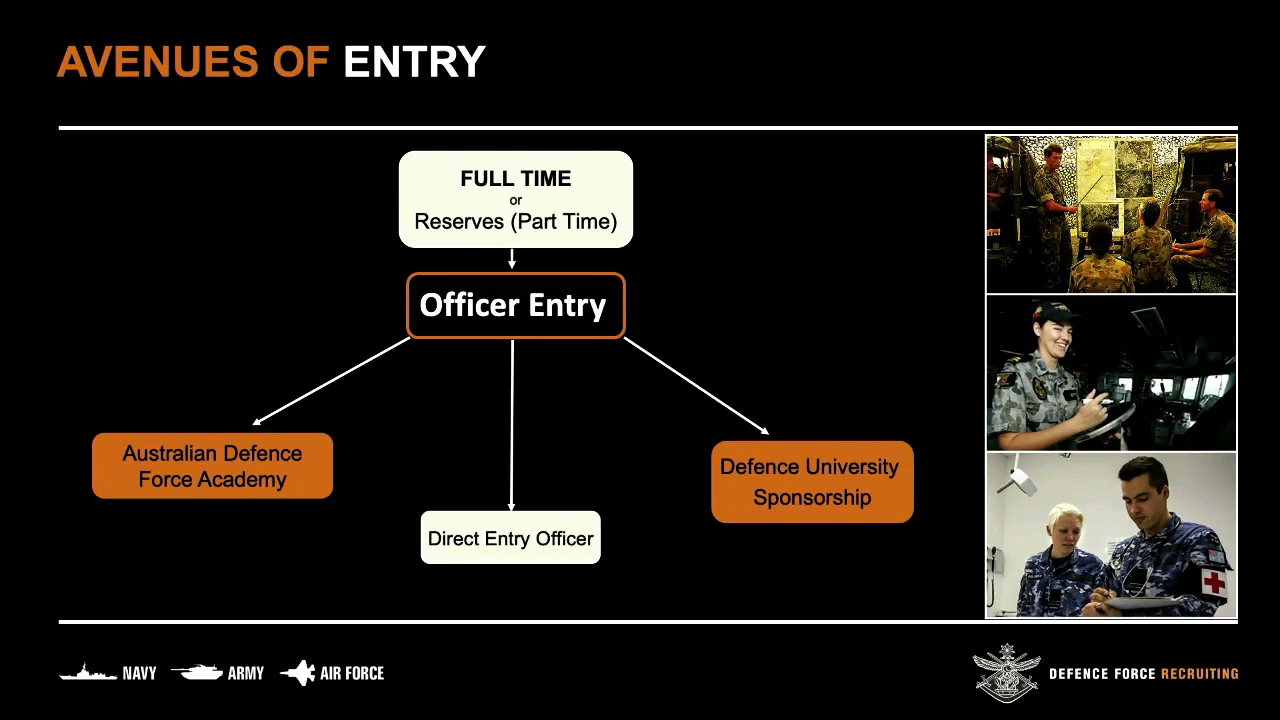 AVENUES OF ENTRY
FULL TIME
or
Reserves (Part Time)
Officer Entry
Australian Defence
Force Academy
Defence University
Sponsorship
Direct Entry Officer
NAVY
ARMY
AIR FORCE
DEFENCE FORCE RECRUITING